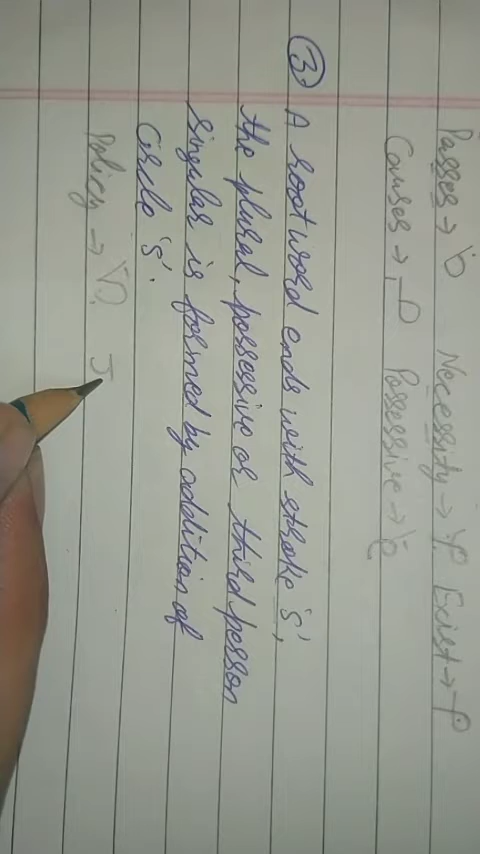 Passes → Necessity → Exist →
Causes → Possessive →
③ A root word ends with stroke 's',
the plural, possessive or third person
singular is formed by addition of
Circle 's'.
Policy →